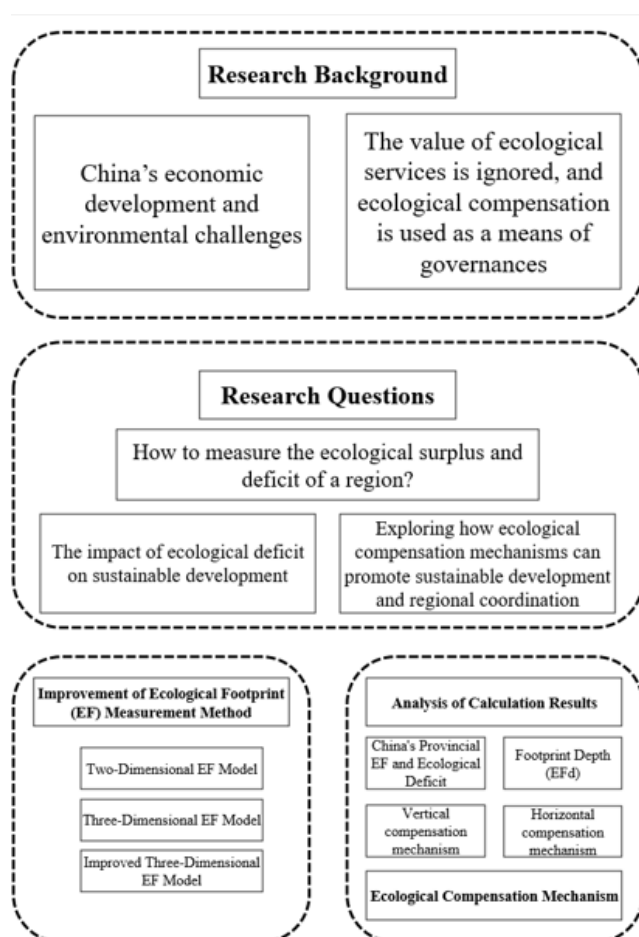 Research Background
China's economic
development and
environmental challenges
The value of ecological
services is ignored, and
ecological compensation
is used as a means of
governances
Research Questions
How to measure the ecological surplus and
deficit of a region?
The impact of ecological deficit
on sustainable development
Exploring how ecological
compensation mechanisms can
promote sustainable development
and regional coordination
Improvement of Ecological Footprint
(EF) Measurement Method
Two-Dimensional EF Model
Three-Dimensional EF Model
Improved Three-Dimensional
EF Model
Analysis of Calculation Results
China's Provincial
EF and Ecological
Deficit
Footprint Depth
(EFd)
Vertical
compensation
mechanism
Horizontal
compensation
mechanism
Ecological Compensation Mechanism